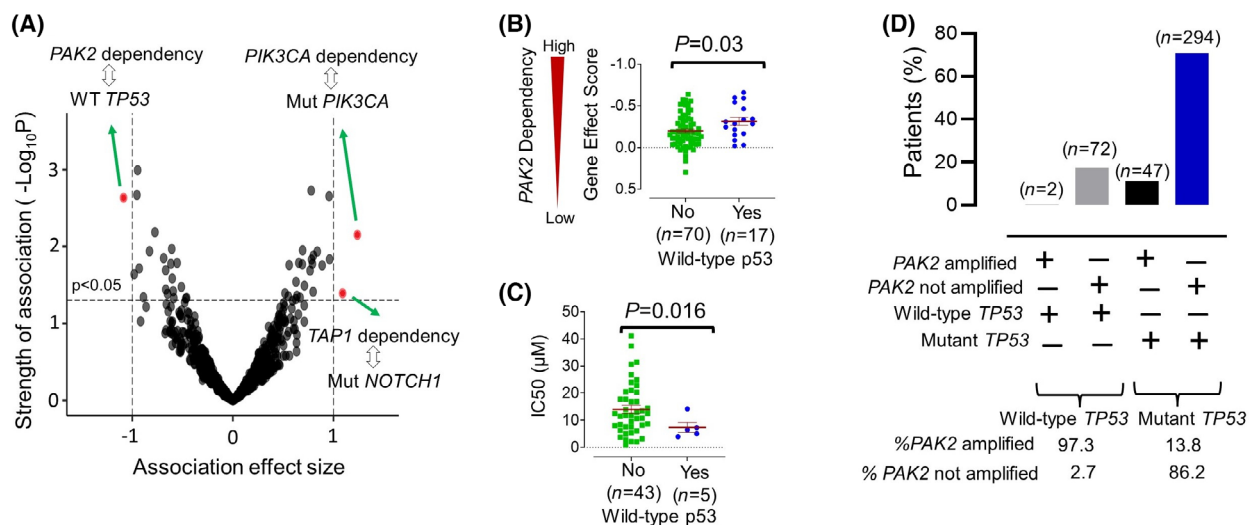 (A)
PAK2 dependency
WT TP53
PIK3CA dependency
Mut PIK3CA
Strength of association ( -Log10P)
3
2
1
0
p<0.05
TAP1 dependency
Mut NOTCH1
-1
0
1
Association effect size
(B)
High
PAK2 Dependency
Low
P=0.03
Gene Effect Score
-1.0
-0.5
0.0
0.5
No
Yes
(n=70)
(n=17)
Wild-type p53
(C)
P=0.016
IC50 (µM)
50
40
30
20
10
0
No
Yes
(n=43)
(n=5)
Wild-type p53
(D)
Patients (%)
80
60
40
20
0
(n=2)
(n=72)
(n=47)
(n=294)
PAK2 amplified + — + —
PAK2 not amplified — + — +
Wild-type TP53 + + — —
Mutant TP53 — — + +
Wild-type TP53 Mutant TP53
%PAK2 amplified 97.3 13.8
% PAK2 not amplified 2.7 86.2